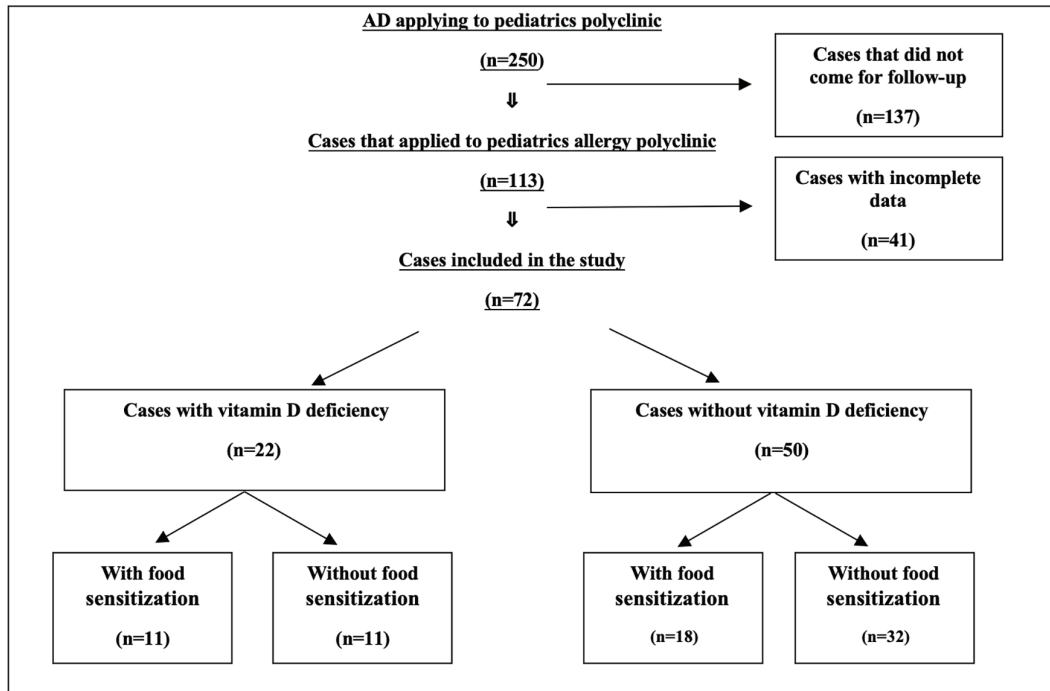 AD applying to pediatrics polyclinic
(n=250)
⇓
Cases that did not
come for follow-up
(n=137)
Cases that applied to pediatrics allergy polyclinic
(n=113)
⇓
Cases with incomplete
data
(n=41)
Cases included in the study
(n=72)
Cases with vitamin D deficiency
(n=22)
Cases without vitamin D deficiency
(n=50)
With food
sensitization
(n=11)
Without food
sensitization
(n=11)
With food
sensitization
(n=18)
Without food
sensitization
(n=32)